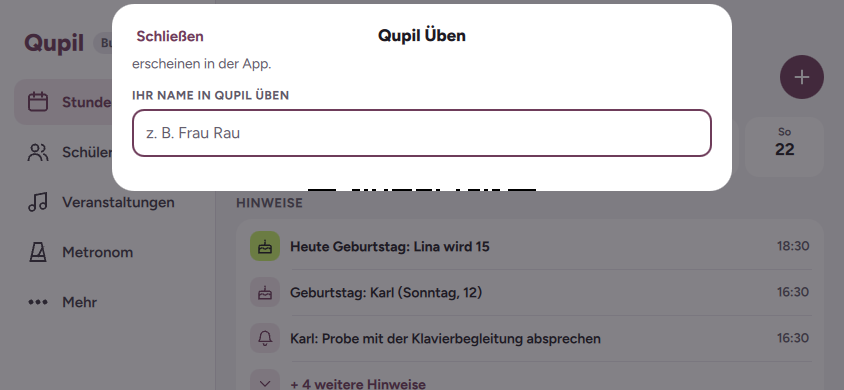 Schließen
Qupil Üben
erscheinen in der App.
IHR NAME IN QUPIL ÜBEN
z. B. Frau Rau
Qupil
Stunde
Schüler
Veranstaltungen
Metronom
Mehr
So
22
HINWEISE
Heute Geburtstag: Lina wird 15
18:30
Geburtstag: Karl (Sonntag, 12)
16:30
Karl: Probe mit der Klavierbegleitung absprechen
16:30
+ 4 weitere Hinweise